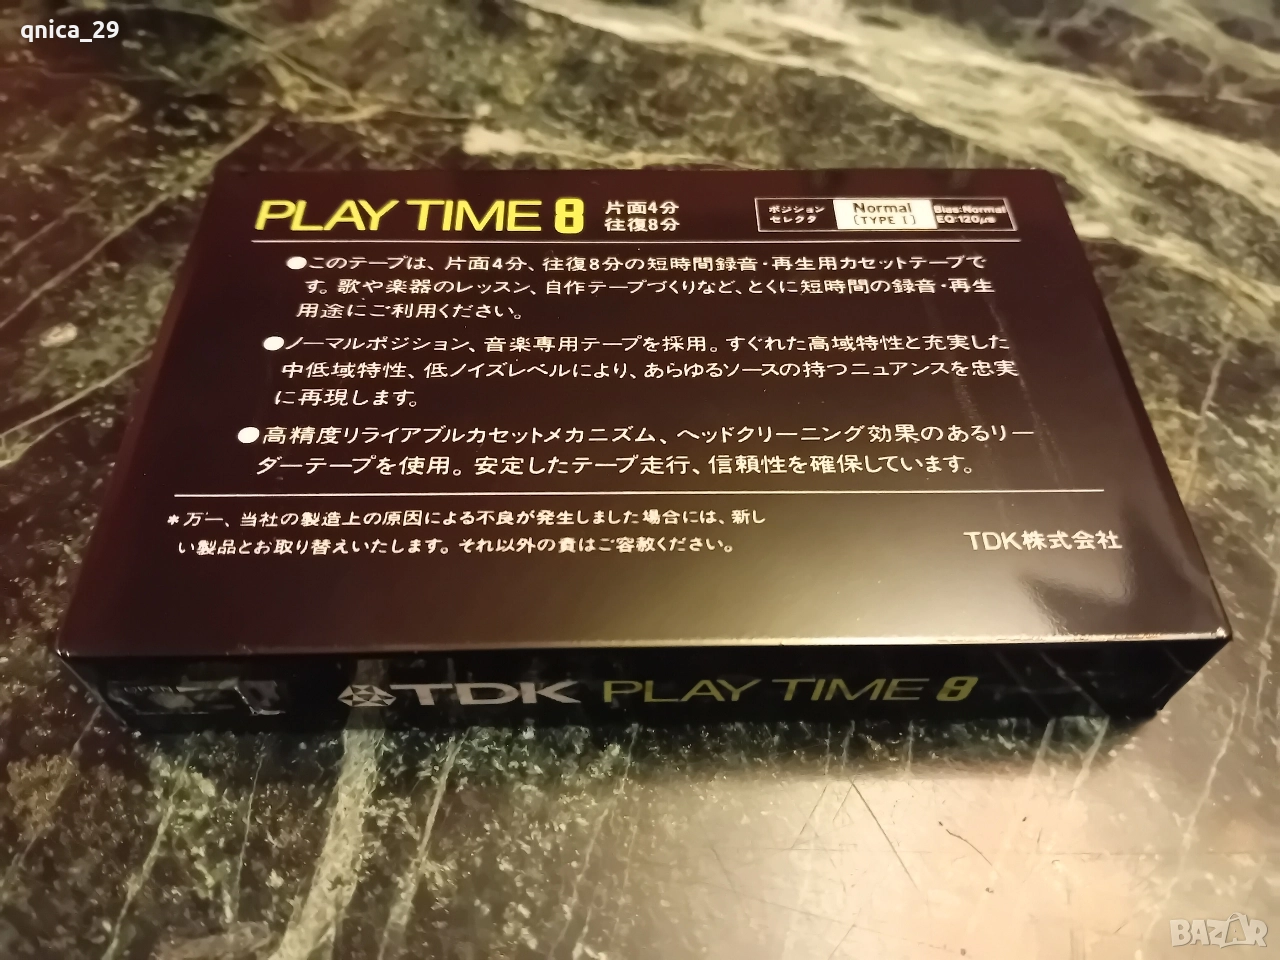 qnica_29
PLAY TIME 8 片面4分
往復8分
ポジション
セレクタ
Normal
(TYPE I)
Bias:Normal
EQ:120μs
●このテープは、片面4分、往復8分の短時間録音・再生用カセットテープで
す。歌や楽器のレッスン、自作テープづくりなど、とくに短時間の録音・再生
用途にご利用ください。
●ノーマルポジション、音楽専用テープを採用。すぐれた高域特性と充実した
中低域特性、低ノイズレベルにより、あらゆるソースの持つニュアンスを忠実
に再現します。
●高精度リライアブルカセットメカニズム、ヘッドクリーニング効果のあるリー
ダーテープを使用。安定したテープ走行、信頼性を確保しています。
*万一、当社の製造上の原因による不良が発生しました場合には、新し
い製品とお取り替えいたします。それ以外の責はご容赦ください。
TDK株式会社
OPEN
TDK PLAY TIME 8
BAZAR